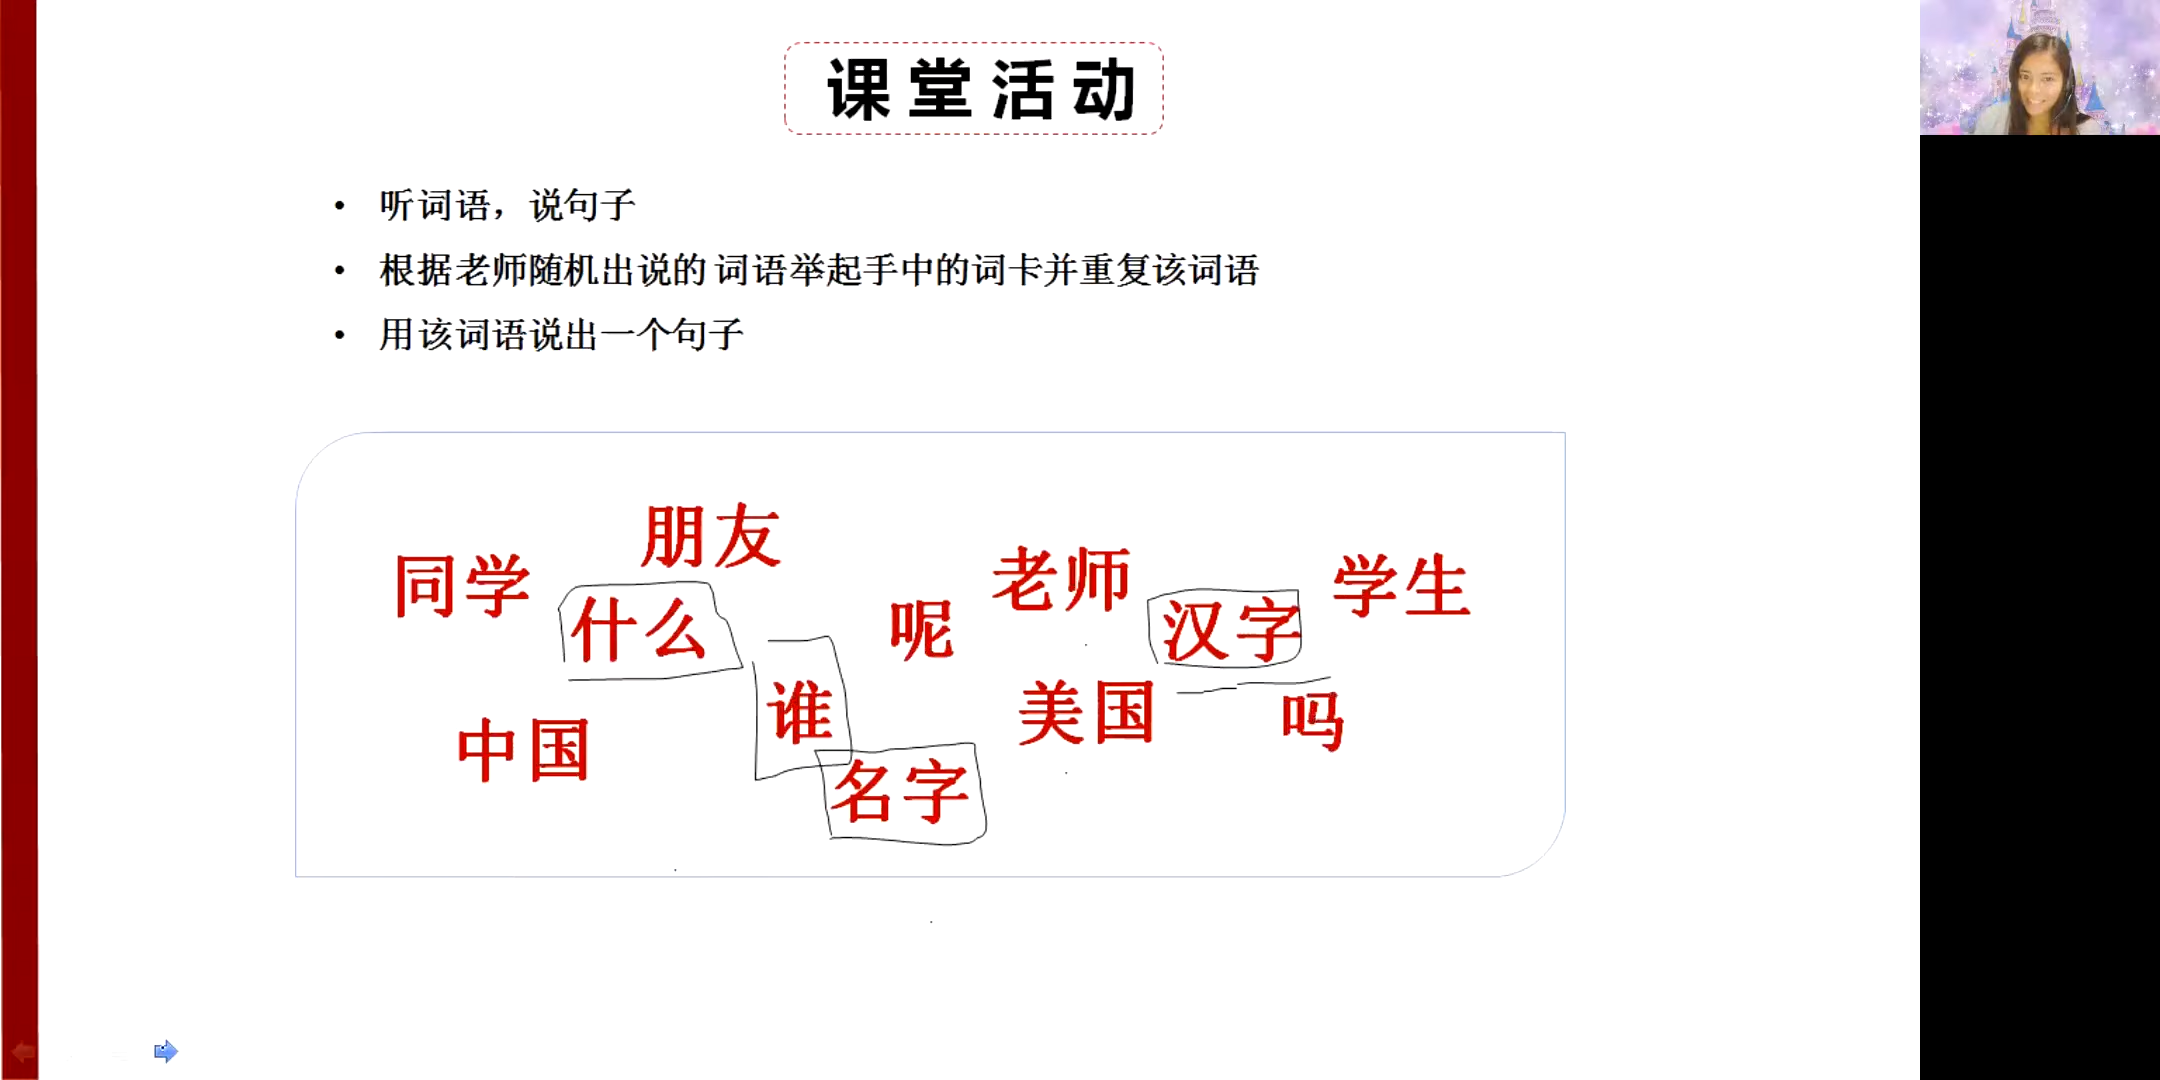 课堂活动
听词语，说句子
根据老师随机出说的词语举起手中的词卡并重复该词语
用该词语说出一个句子
朋友
同学
老师
学生
什么
呢
汉字
谁
美国
吗
中国
名字